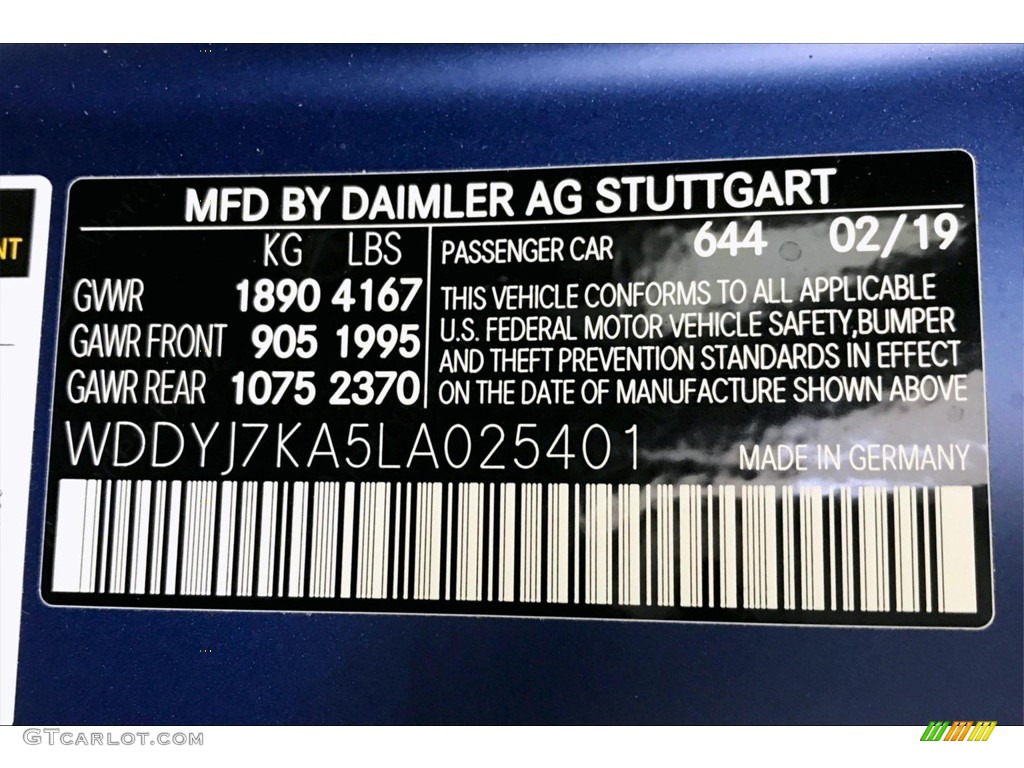 NT
MFD BY DAIMLER AG STUTTGART
KG LBS
GVWR 1890 4167
GAWR FRONT 905 1995
GAWR REAR 1075 2370
PASSENGER CAR 644 02/19
THIS VEHICLE CONFORMS TO ALL APPLICABLE
U.S. FEDERAL MOTOR VEHICLE SAFETY,BUMPER
AND THEFT PREVENTION STANDARDS IN EFFECT
ON THE DATE OF MANUFACTURE SHOWN ABOVE
WDDYJ7KA5LA025401
MADE IN GERMANY
GTcarlot.com